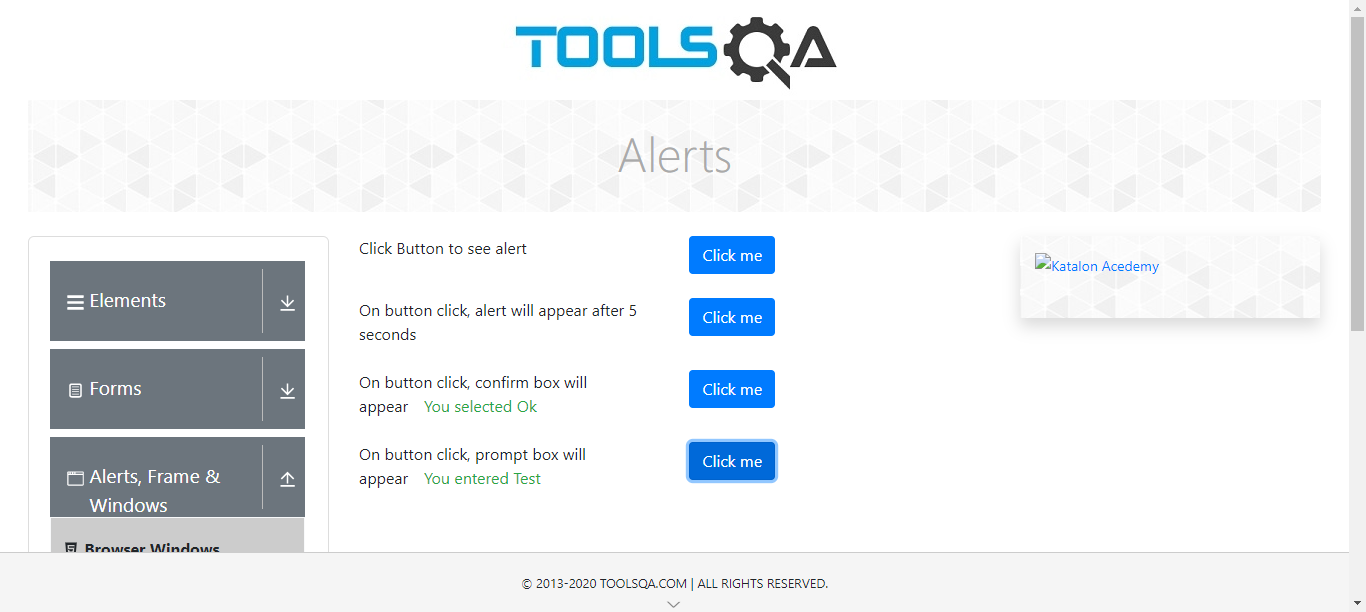 TOOLSQA
Alerts
Elements
Forms
Alerts, Frame &
Windows
Browser Windows
Click Button to see alert
Click me
On button click, alert will appear after 5
seconds
Click me
On button click, confirm box will
appear You selected Ok
Click me
On button click, prompt box will
appear You entered Test
Click me
Katalon Acedemy
© 2013-2020 TOOLSQA.COM | ALL RIGHTS RESERVED.